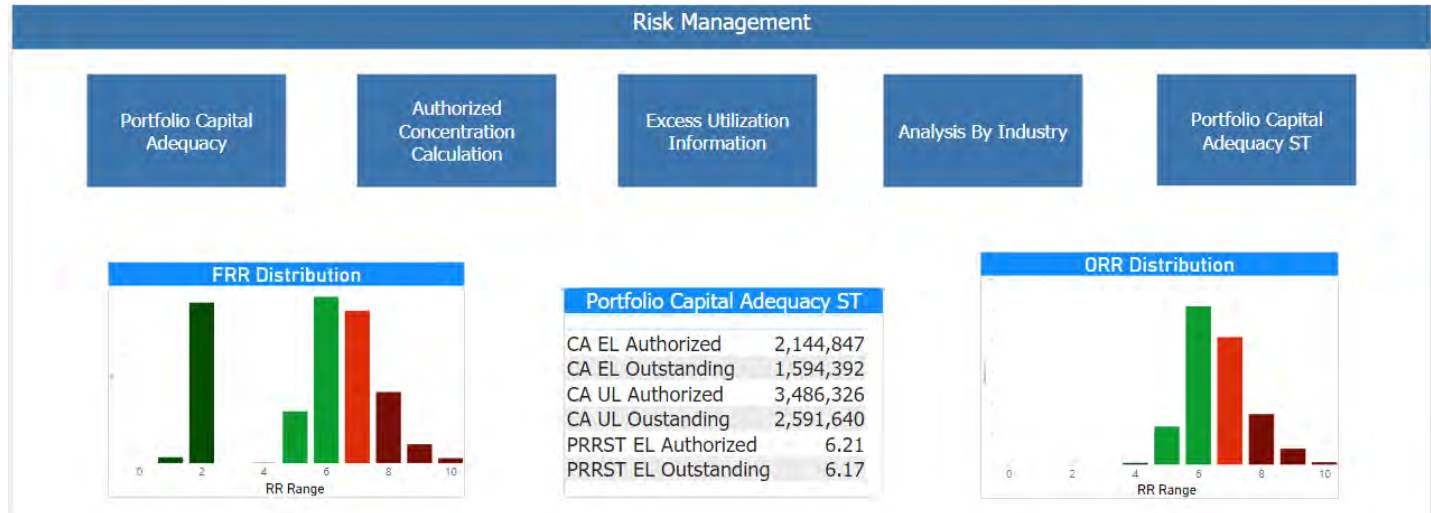 Risk Management
Portfolio Capital
Adequacy
Authorized
Concentration
Calculation
Excess Utilization
Information
Analysis By Industry
Portfolio Capital
Adequacy ST
FRR Distribution
0 2 4 6 8 10
RR Range
Portfolio Capital Adequacy ST
CA EL Authorized 2,144,847
CA EL Outstanding 1,594,392
CA UL Authorized 3,486,326
CA UL Oustanding 2,591,640
PRRST EL Authorized 6.21
PRRST EL Outstanding 6.17
ORR Distribution
0 2 4 6 8 10
RR Range